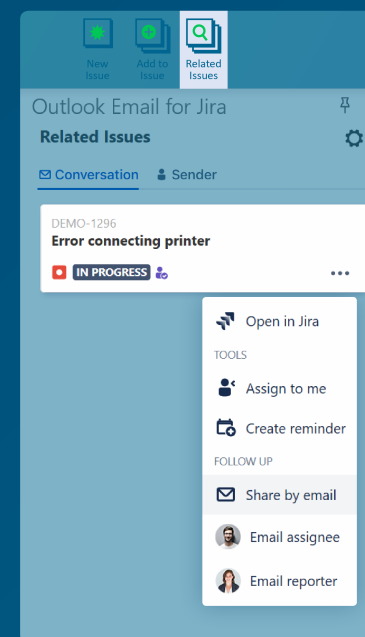 New
Issue
Add to
Issue
Related
Issues
Outlook Email for Jira
Related Issues
Conversation
Sender
DEMO-1296
Error connecting printer
IN PROGRESS
Open in Jira
TOOLS
Assign to me
Create reminder
FOLLOW UP
Share by email
Email assignee
Email reporter